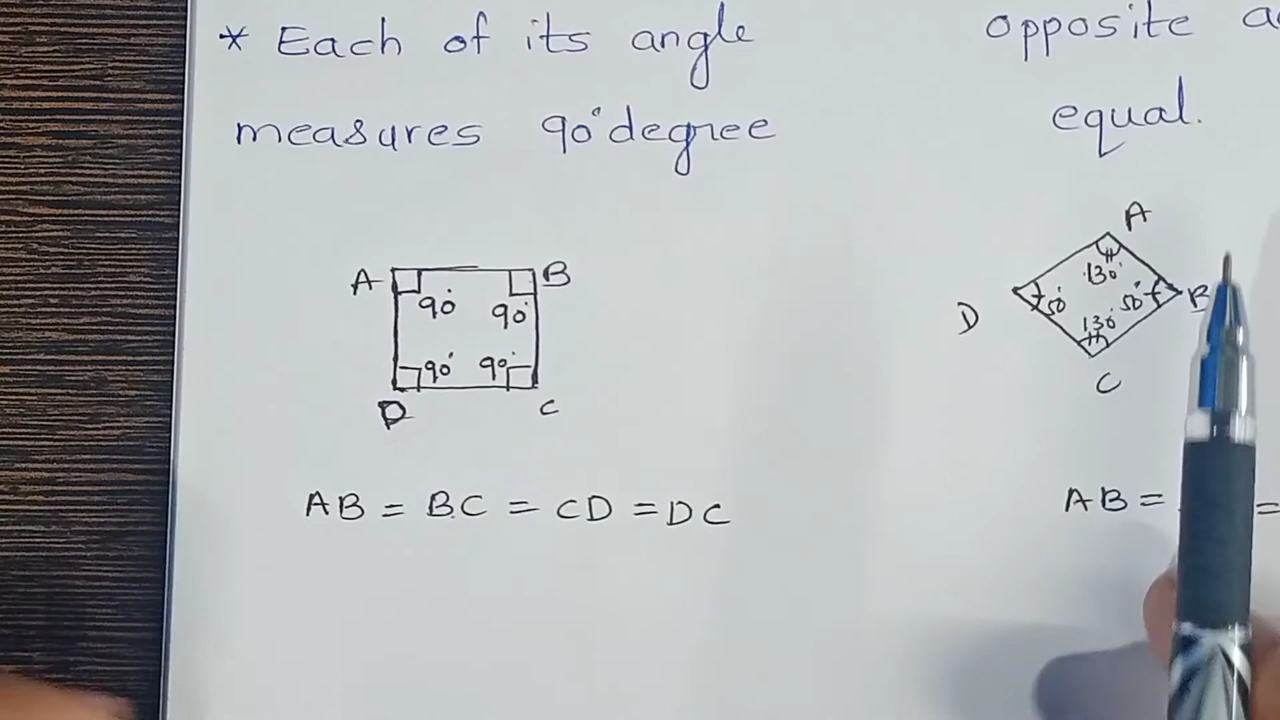 * Each of its angle
measures 90° degree
A B
90° 90°
90° 90°
D C
AB = BC = CD = DC
opposite
equal.
A
130°
D 50° 50° B
130°
C
AB = =